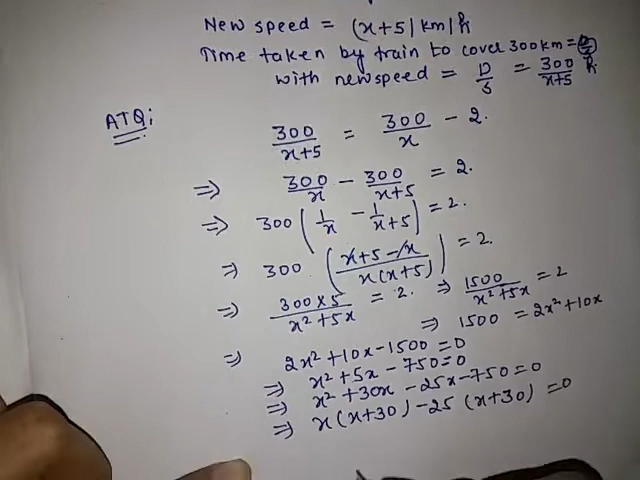 New speed = (x+5) km/h
Time taken by train to cover 300km =
with new speed = D/S = 300/x+5 h
ATQ;
300/x+5 = 300/x - 2.
⇒ 300/x - 300/x+5 = 2.
⇒ 300 (1/x - 1/x+5) = 2.
⇒ 300 (x+5-x/x(x+5)) = 2.
⇒ 300×5/x²+5x = 2. ⇒ 1500/x²+5x = 2
⇒ 1500 = 2x²+10x
⇒ 2x²+10x-1500=0
⇒ x²+5x-750=0
⇒ x²+30x-25x-750=0
⇒ x(x+30)-25(x+30)=0